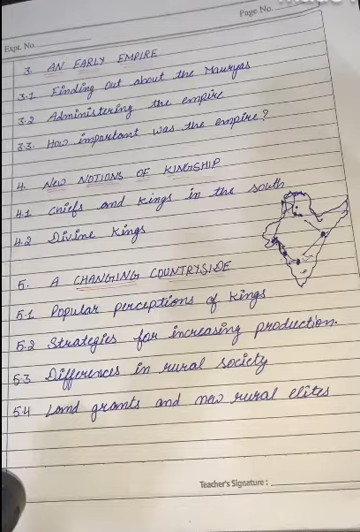 Page No.
Expt. No.
3. AN EARLY EMPIRE
3.1 Finding out about the Mauryas
3.2 Administering the empire
3.3. How important was the empire?
4. NEW NOTIONS OF KINGSHIP
4.1 Chiefs and kings in the south
4.2 Divine Kings
5. A CHANGING COUNTRYSIDE
5.1 Popular perceptions of kings
5.2 Strategies for increasing production.
5.3 Differences in rural society
5.4 Land grants and new rural elites
Teacher's Signature :